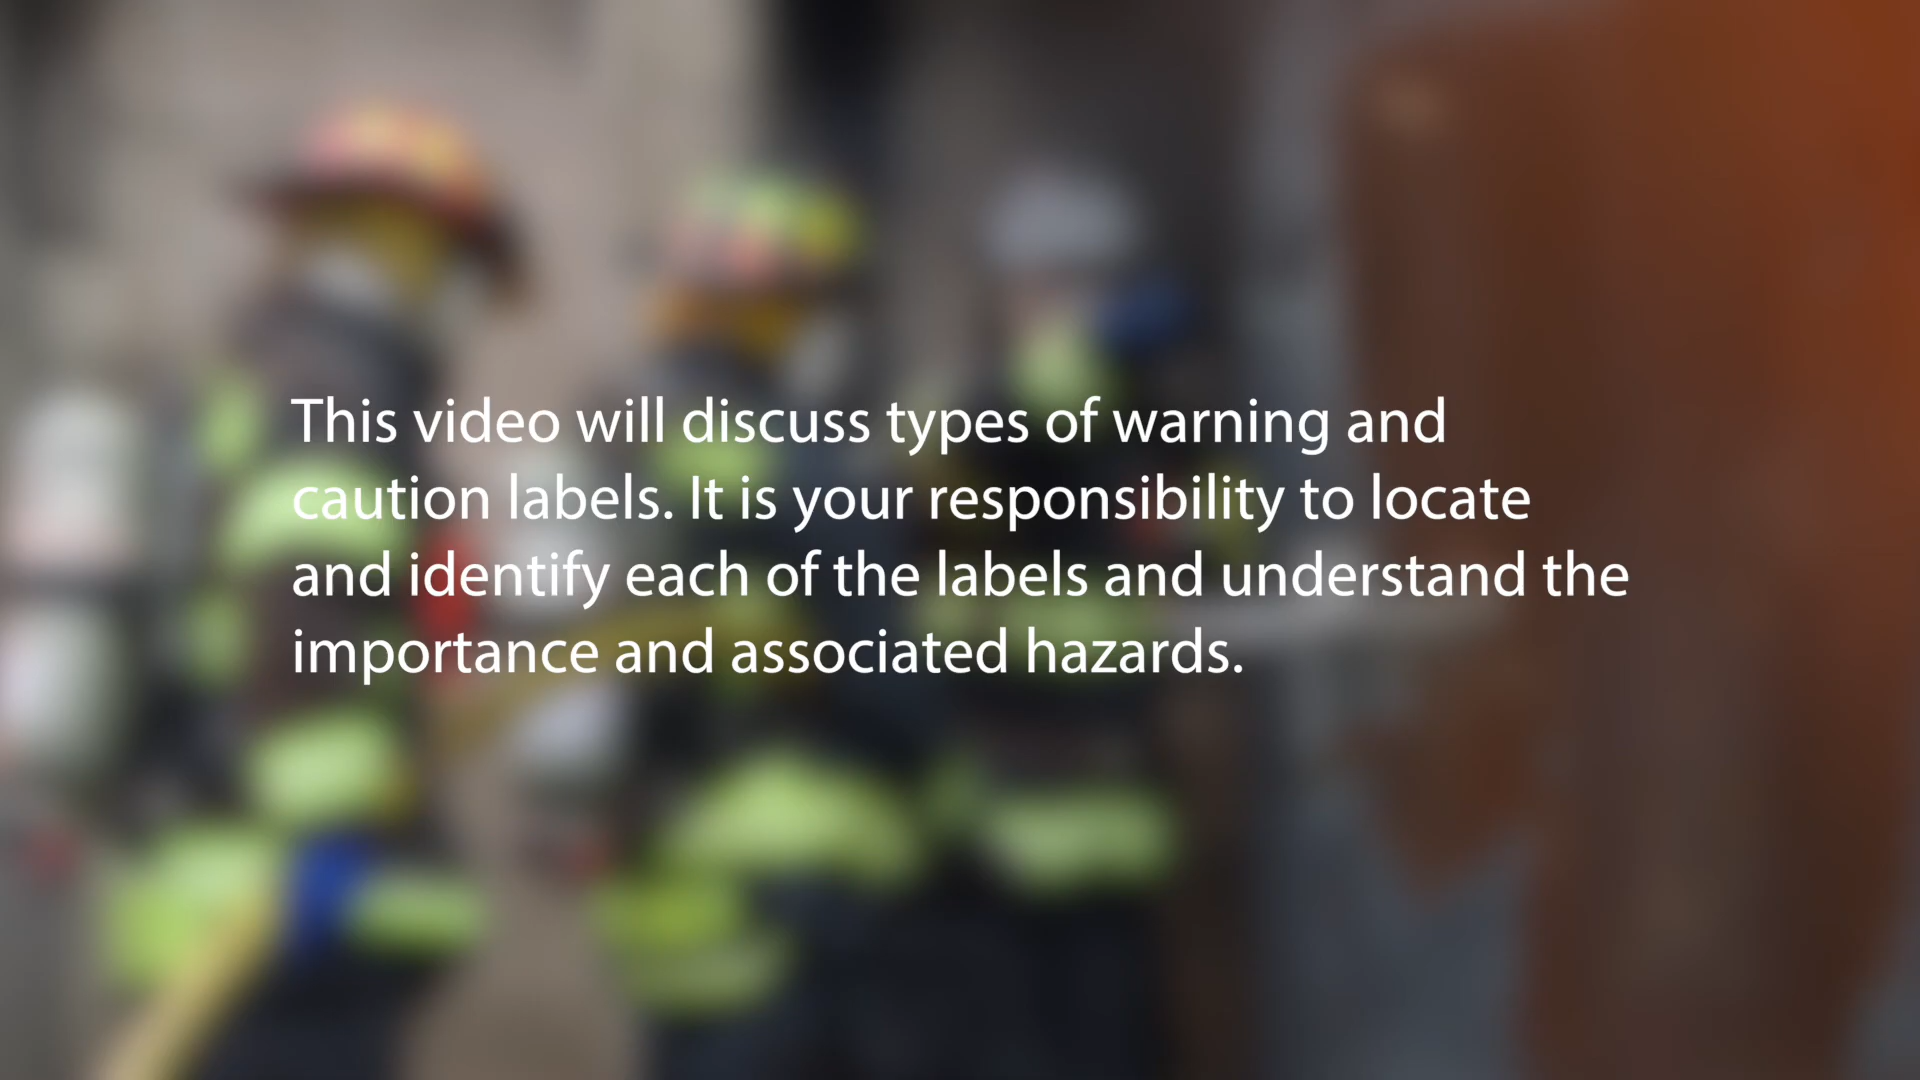 This video will discuss types of warning and
caution labels. It is your responsibility to locate
and identify each of the labels and understand the
importance and associated hazards.